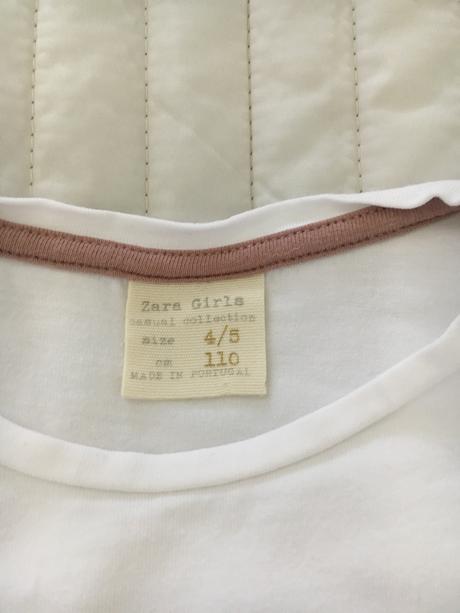 Zara Girls
casual collection
size 4/5
cm 110
MADE IN PORTUGAL